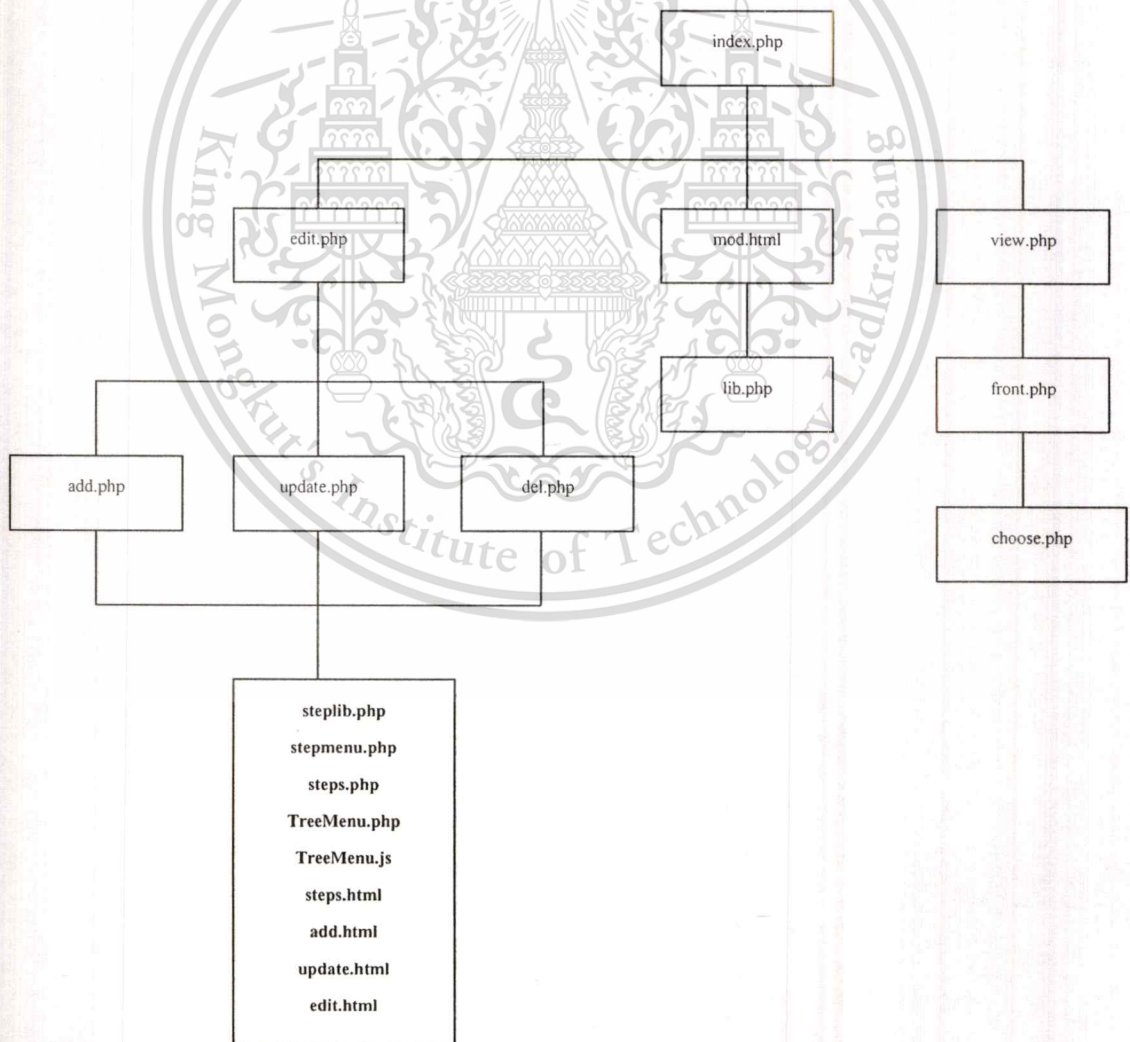 index.php
edit.php
mod.html
view.php
lib.php
front.php
add.php
update.php
del.php
choose.php
steplib.php
stepmenu.php
steps.php
TreeMenu.php
TreeMenu.js
steps.html
add.html
update.html
edit.html
King Mongkut's Institute of Technology Ladkrabang